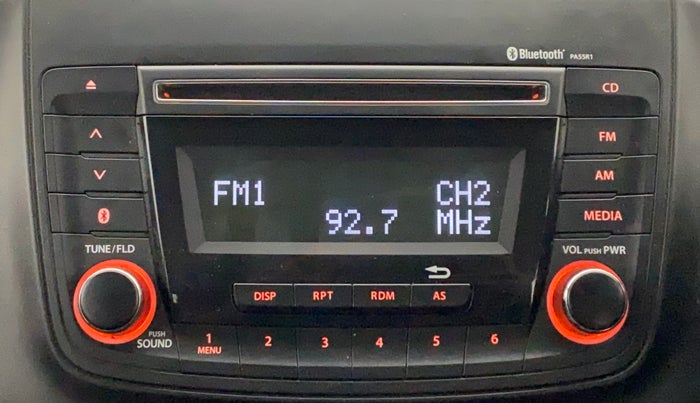 Bluetooth® PA55R1
CD
FM
AM
MEDIA
FM1 CH2
92.7 MHz
TUNE/FLD
VOL PUSH PWR
DISP RPT RDM AS
PUSH
SOUND
1 2 3 4 5 6
MENU